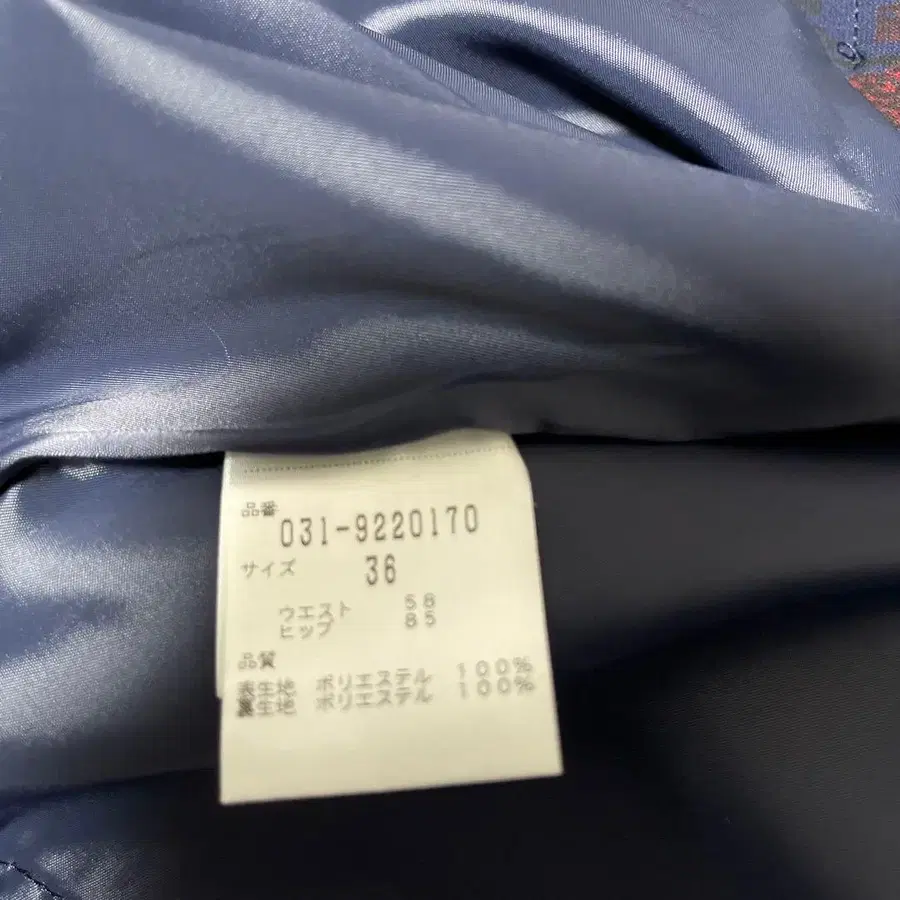 品番
031-9220170
サイズ 36
ウエスト 58
ヒップ 85
品質
表生地 ポリエステル 100%
裏生地 ポリエステル 100%